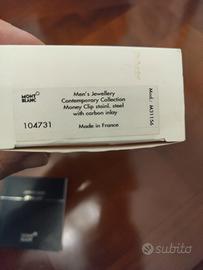 MONT
BLANC
Men's Jewellery
Contemporary Collection
Money Clip stainl. steel
with carbon inlay
104731
Made in France
Mod.: M31156
subito